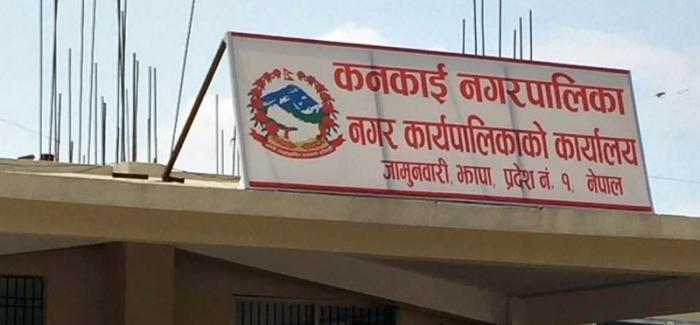 कनकाई नगरपालिका
नगर कार्यपालिकाको कार्यालय
जामुनवारी, झापा, प्रदेश नं. १, नेपाल